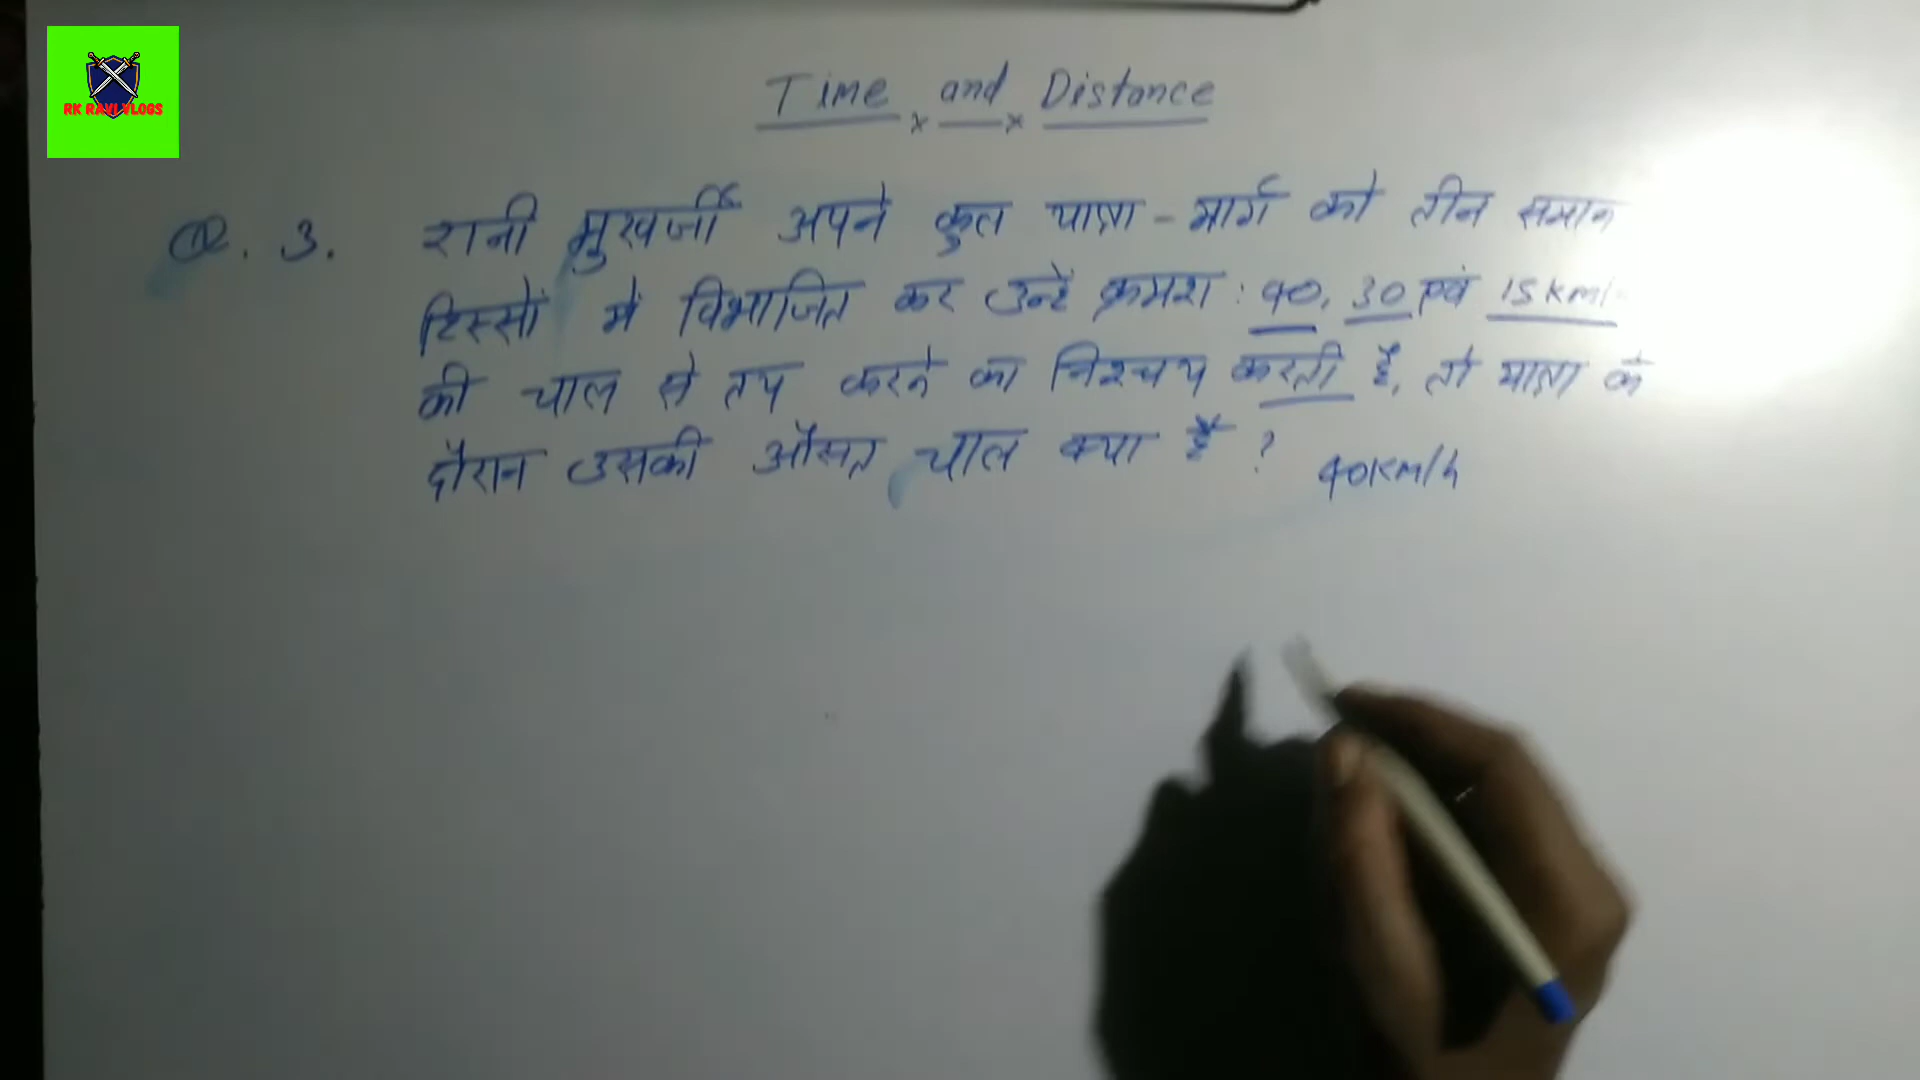 RK RAVI VLOGS
Time and Distance
Q. 3. रानी मुखर्जी अपने कुल यात्रा - मार्ग को तीन समान
हिस्सों में विभाजित कर उन्हें क्रमश: 40, 30 एवं 15 km/
की चाल से तय करने का निश्चय करती है, तो यात्रा के
दौरान उसकी औसत चाल क्या है ? 40km/h